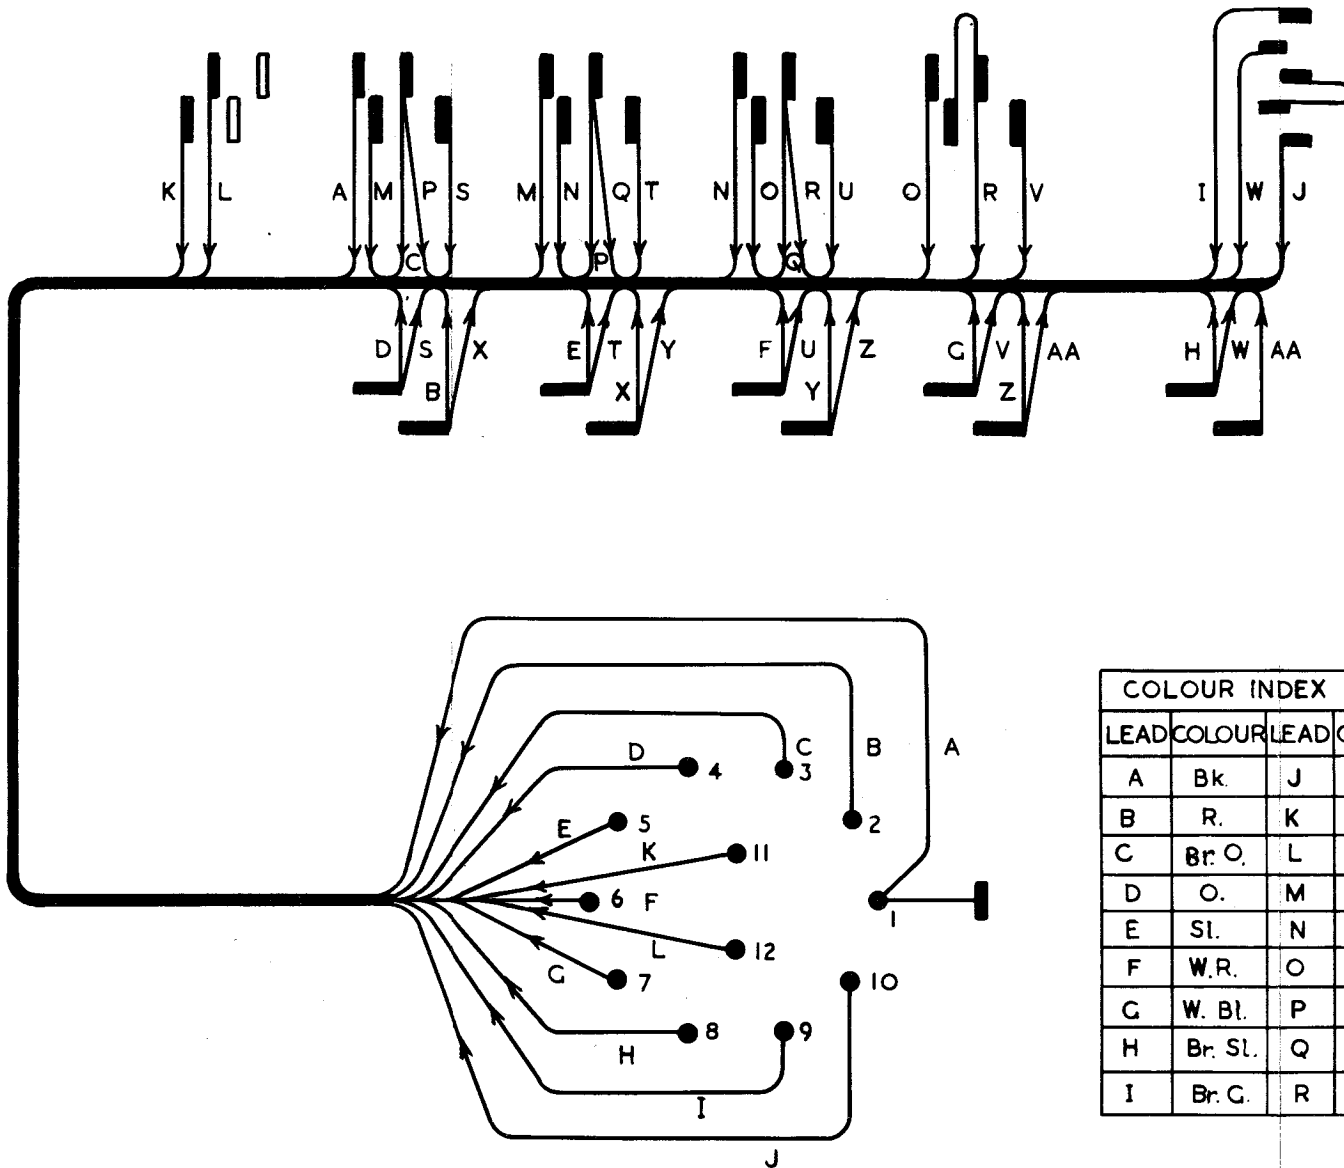 K L A M P S M N Q T N O R U O R V I W J
C P Q
D S X E T Y F U Z G V AA H W AA
B X Y Z
D C B A
4 3
E 5 2
K 11
6 F 1
L 12
G 7 10
8 9
H
I
J
COLOUR INDEX
LEAD COLOUR LEAD
A Bk. J
B R. K
C Br. O. L
D O. M
E Sl. N
F W.R. O
G W. Bl. P
H Br. Sl. Q
I Br. G. R